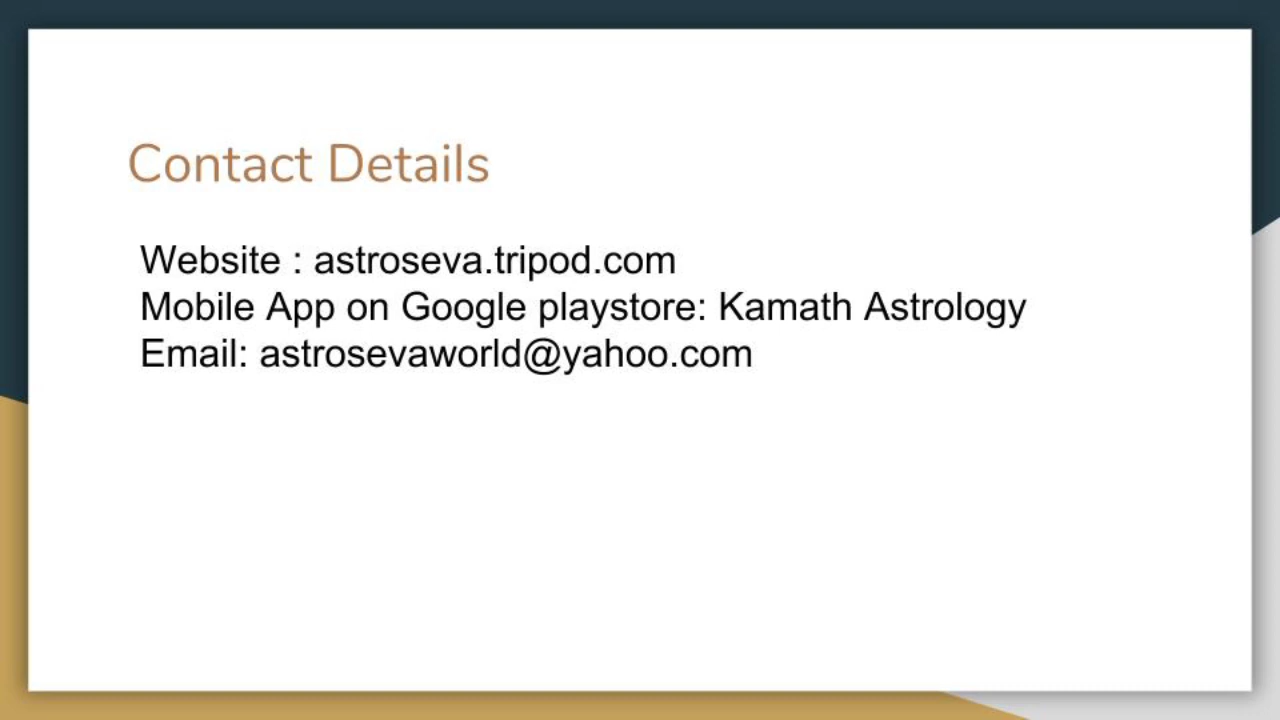 Contact Details
Website : astroseva.tripod.com
Mobile App on Google playstore: Kamath Astrology
Email: astrosevaworld@yahoo.com